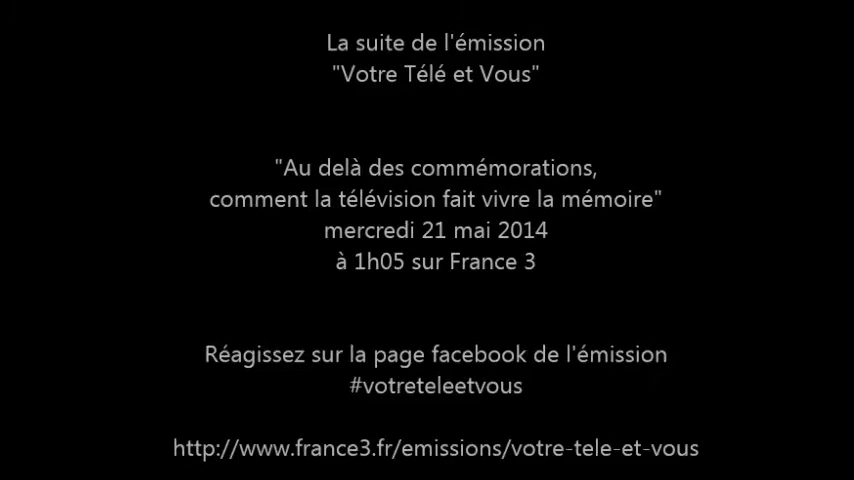 La suite de l'émission
"Votre Télé et Vous"
"Au delà des commémorations,
comment la télévision fait vivre la mémoire"
mercredi 21 mai 2014
à 1h05 sur France 3
Réagissez sur la page facebook de l'émission
#votreteleetvous
http://www.france3.fr/emissions/votre-tele-et-vous